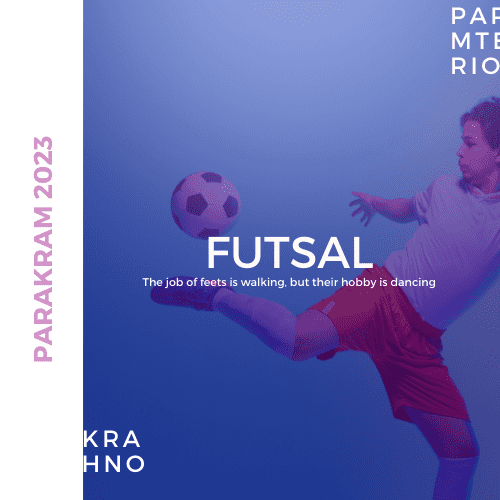 PAR
MTE
RIO
PARAKRAM 2023
FUTSAL
The job of feets is walking, but their hobby is dancing
KRA
HNO